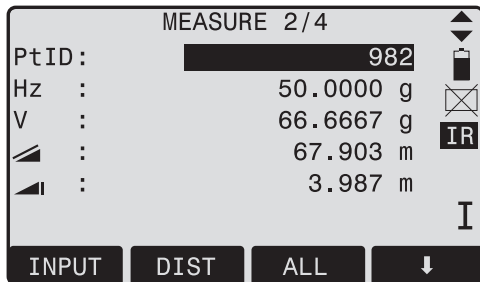 MEASURE 2/4
PtID: 982
Hz : 50.0000 g
V : 66.6667 g
: 67.903 m
: 3.987 m
IR
I
INPUT DIST ALL ⬇